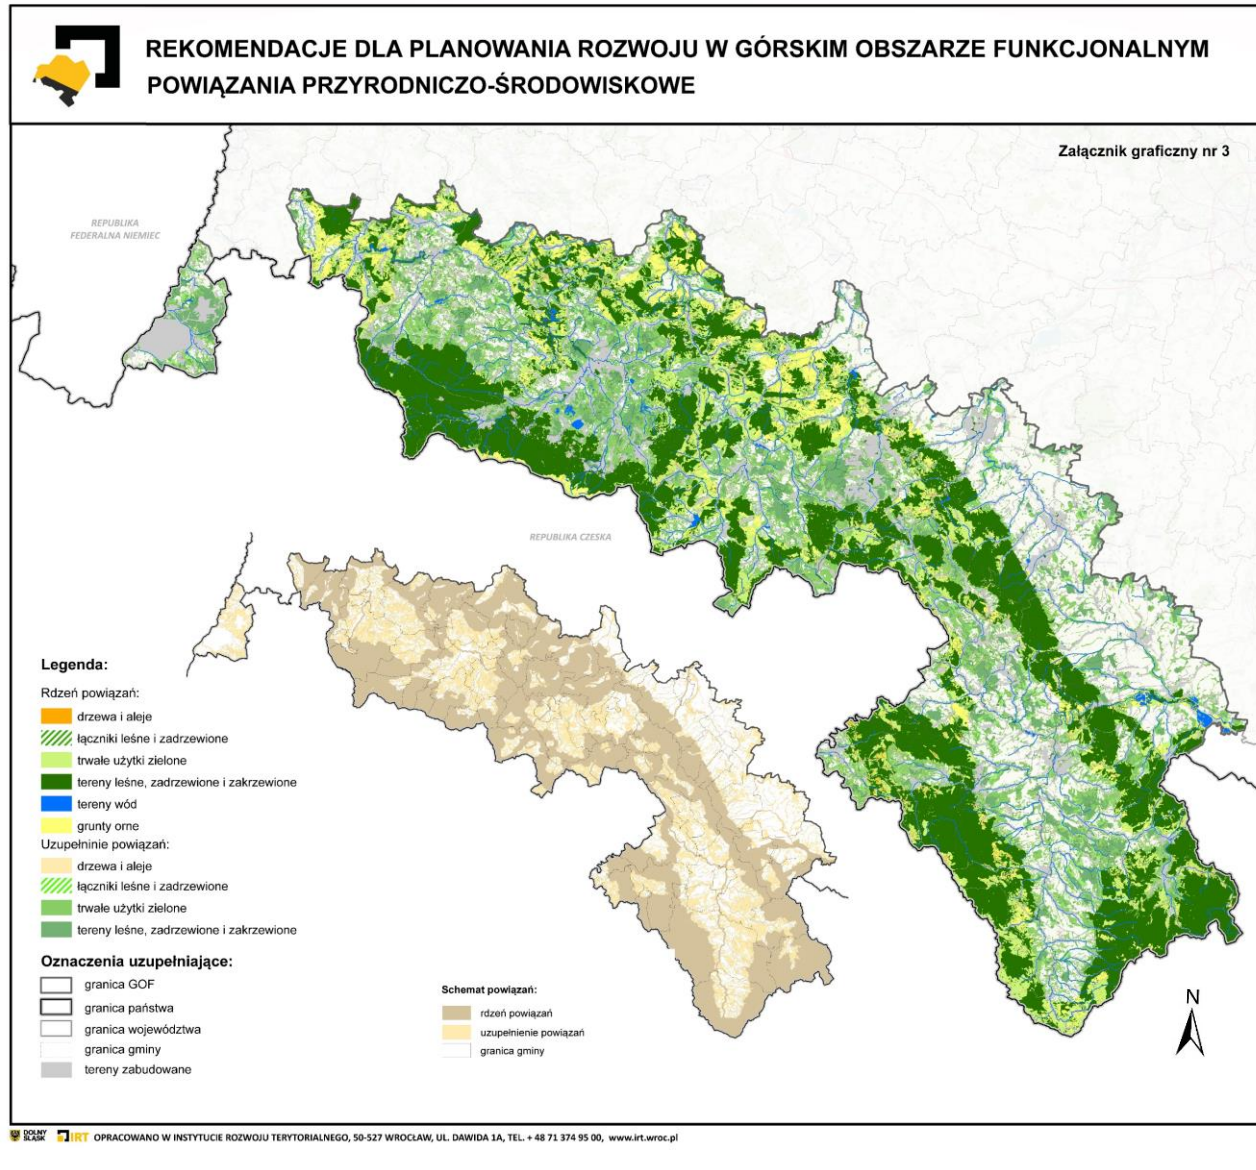 REKOMENDACJE DLA PLANOWANIA ROZWOJU W GÓRSKIM OBSZARZE FUNKCJONALNYM
POWIĄZANIA PRZYRODNICZO-ŚRODOWISKOWE
Załącznik graficzny nr 3
REPUBLIKA
FEDERALNA NIEMIEC
REPUBLIKA CZESKA
Legenda:
Rdzeń powiązań:
drzewa i aleje
łączniki leśne i zadrzewione
trwałe użytki zielone
tereny leśne, zadrzewione i zakrzewione
tereny wód
grunty orne
Uzupełninie powiązań:
drzewa i aleje
łączniki leśne i zadrzewione
trwałe użytki zielone
tereny leśne, zadrzewione i zakrzewione
Oznaczenia uzupełniające:
granica GOF
granica państwa
granica województwa
granica gminy
tereny zabudowane
Schemat powiązań:
rdzeń powiązań
uzupełnienie powiązań
granica gminy
N
DOLNY
ŚLĄSK
IRT OPRACOWANO W INSTYTUCIE ROZWOJU TERYTORIALNEGO, 50-527 WROCŁAW, UL. DAWIDA 1A, TEL. + 48 71 374 95 00, www.irt.wroc.pl